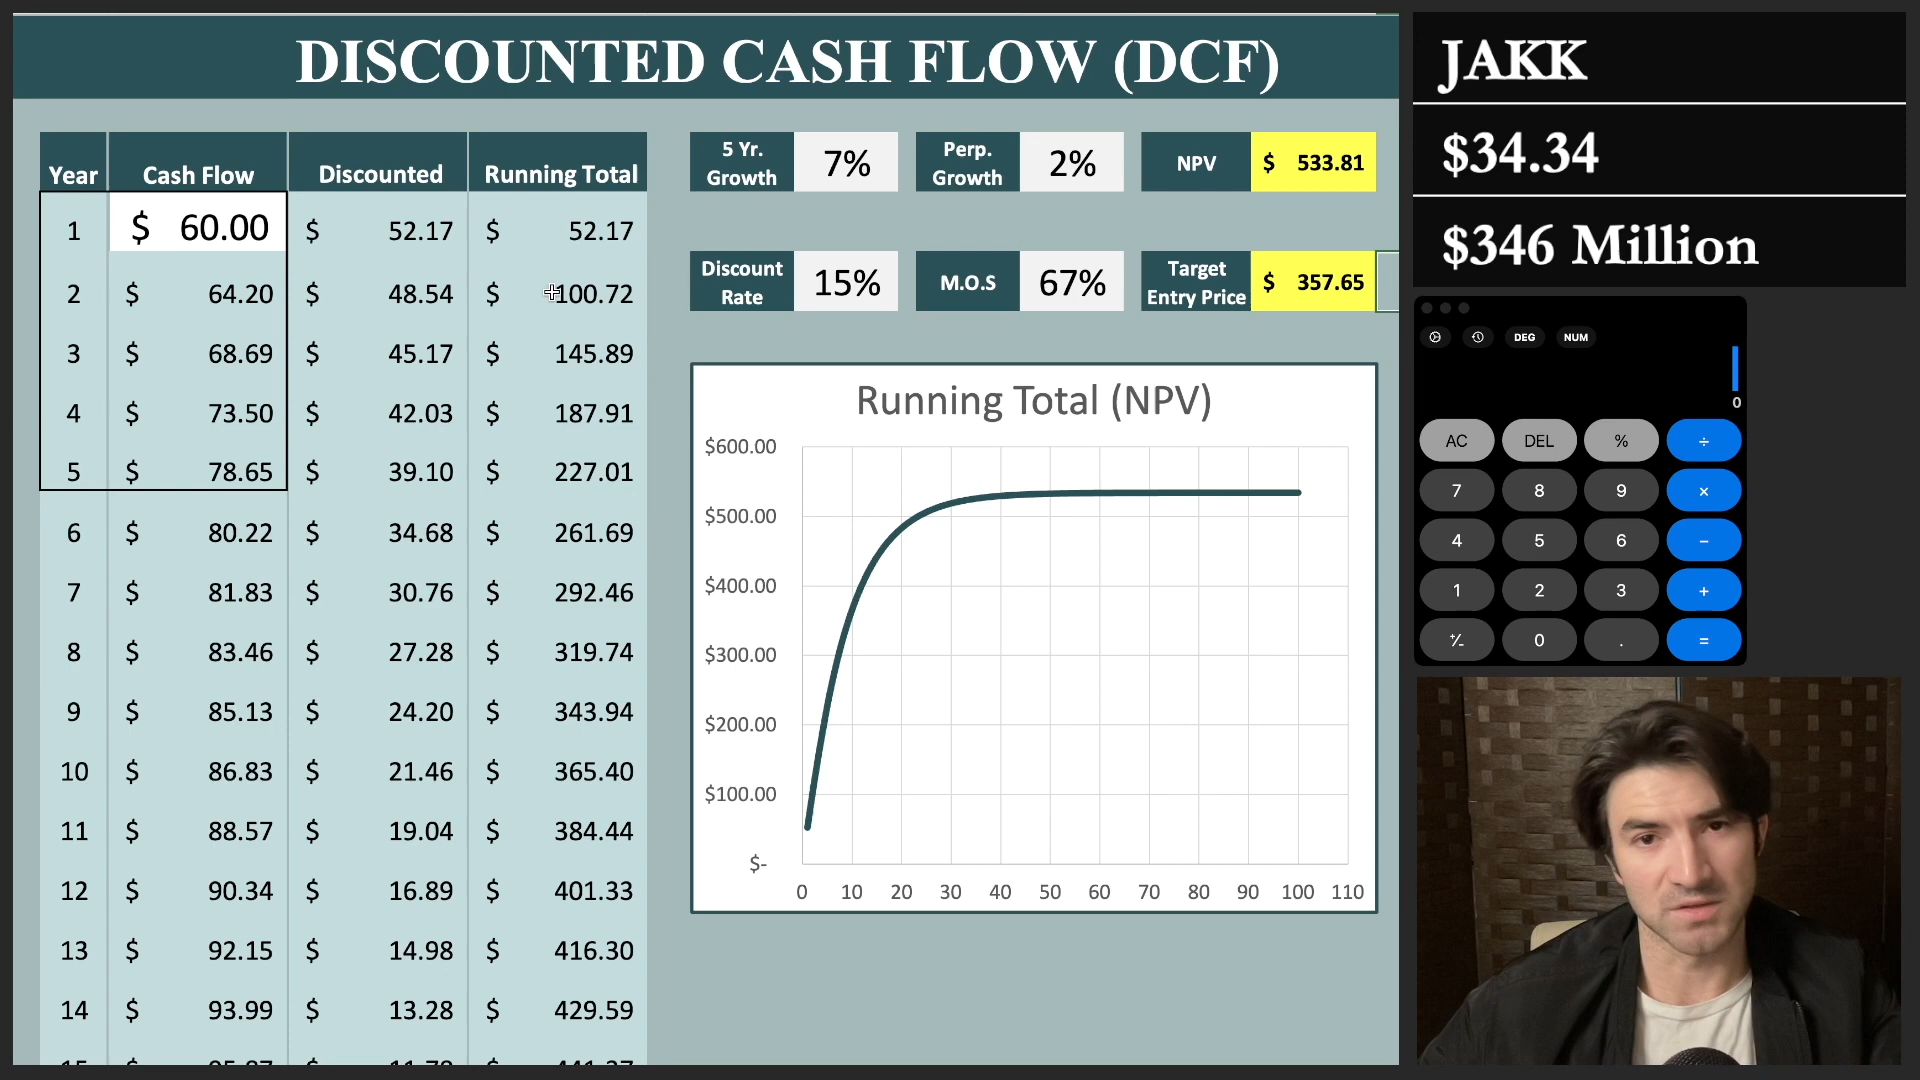 DISCOUNTED CASH FLOW (DCF)
Year Cash Flow Discounted Running Total
1 $ 60.00 $ 52.17 $ 52.17
2 $ 64.20 $ 48.54 $ 100.72
3 $ 68.69 $ 45.17 $ 145.89
4 $ 73.50 $ 42.03 $ 187.91
5 $ 78.65 $ 39.10 $ 227.01
6 $ 80.22 $ 34.68 $ 261.69
7 $ 81.83 $ 30.76 $ 292.46
8 $ 83.46 $ 27.28 $ 319.74
9 $ 85.13 $ 24.20 $ 343.94
10 $ 86.83 $ 21.46 $ 365.40
11 $ 88.57 $ 19.04 $ 384.44
12 $ 90.34 $ 16.89 $ 401.33
13 $ 92.15 $ 14.98 $ 416.30
14 $ 93.99 $ 13.28 $ 429.59
5 Yr. Growth 7%
Perp. Growth 2%
NPV $ 533.81
Discount Rate 15%
M.O.S 67%
Target Entry Price $ 357.65
Running Total (NPV)
$600.00
$500.00
$400.00
$300.00
$200.00
$100.00
$-
0 10 20 30 40 50 60 70 80 90 100 110
JAKK
$34.34
$346 Million
DEG NUM
0
AC DEL % ÷
7 8 9 ×
4 5 6 −
1 2 3 +
+/− 0 . =